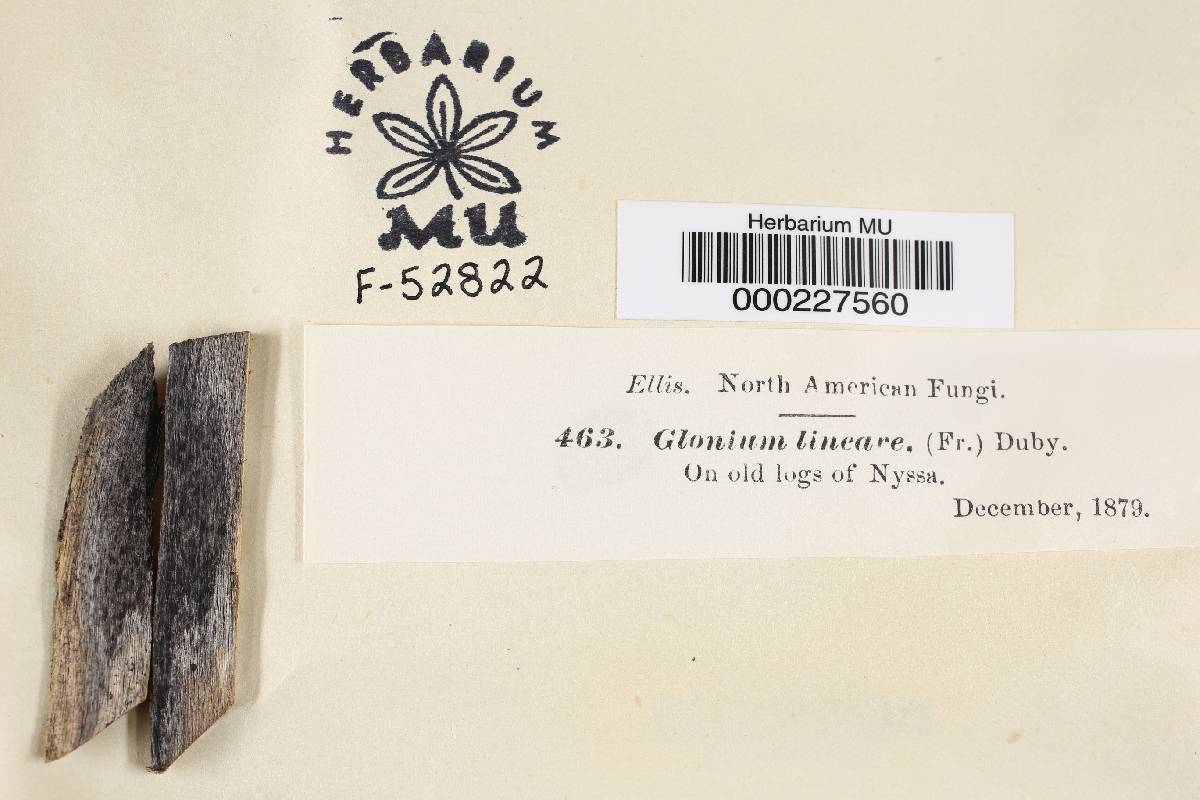 HERBARIUM
MU
F-52822
Herbarium MU
000227560
Ellis. North American Fungi.
463. Glonium lineare. (Fr.) Duby.
On old logs of Nyssa.
December, 1879.